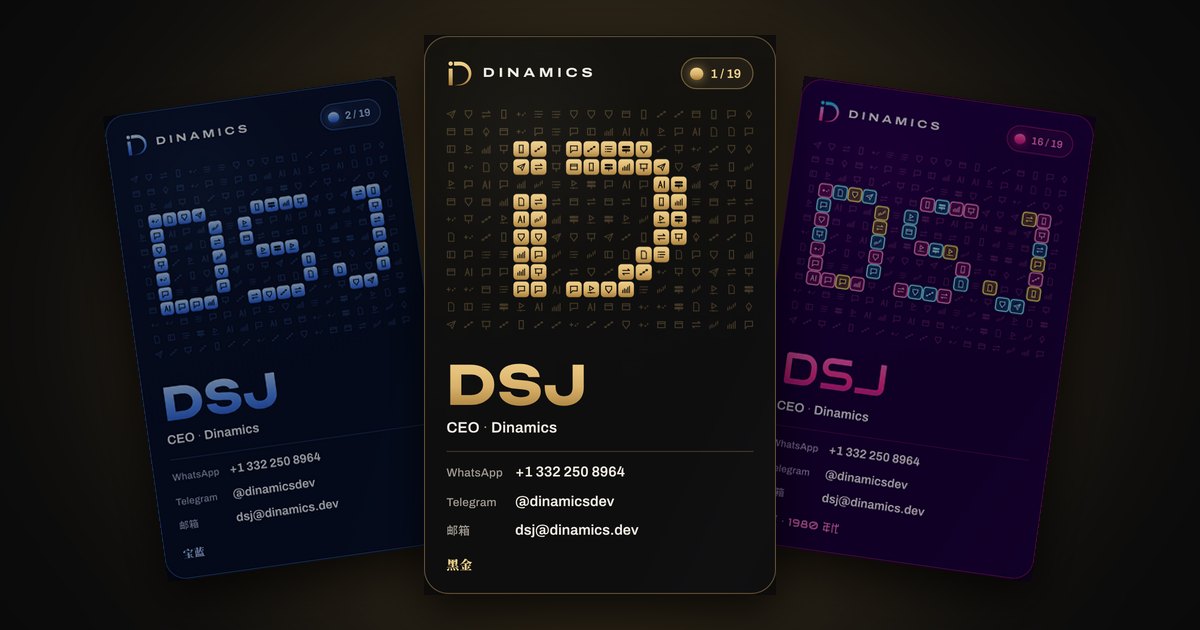 DINAMICS
2 / 19
DSJ
CEO · Dinamics
WhatsApp +1 332 250 8964
Telegram @dinamicsdev
邮箱 dsj@dinamics.dev
宝蓝
DINAMICS
1 / 19
DSJ
CEO · Dinamics
WhatsApp +1 332 250 8964
Telegram @dinamicsdev
邮箱 dsj@dinamics.dev
黑金
DINAMICS
16 / 19
DSJ
DSJ
CEO · Dinamics
WhatsApp +1 332 250 8964
Telegram @dinamicsdev
箱 dsj@dinamics.dev
· 1980 年代